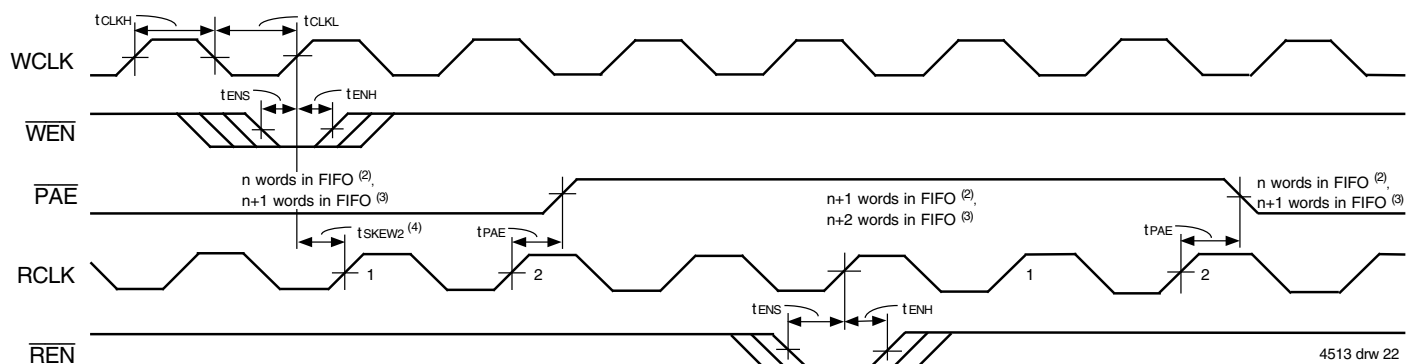 tCLKH
tCLKL
WCLK
tENS
tENH
WEN
PAE
n words in FIFO (2),
n+1 words in FIFO (3)
n+1 words in FIFO (2),
n+2 words in FIFO (3)
n words in FIFO (2),
n+1 words in FIFO (3)
tSKEW2 (4)
tPAE
tPAE
RCLK
1
2
1
2
tENS
tENH
REN
4513 drw 22